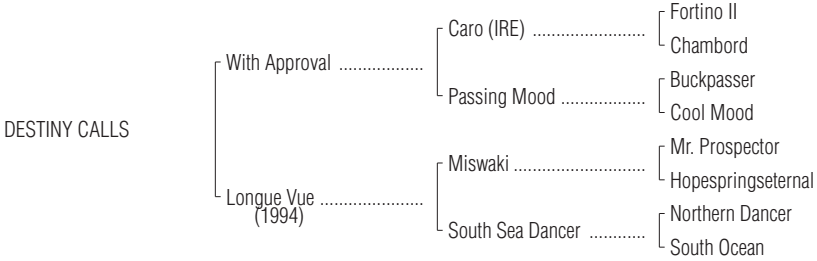 Fortino II
Caro (IRE) ........................
Chambord
With Approval ..................
Buckpasser
Passing Mood ..................
Cool Mood
DESTINY CALLS
Mr. Prospector
Miswaki ............................
Hopespringseternal
Longue Vue ......................
(1994)
Northern Dancer
South Sea Dancer ............
South Ocean